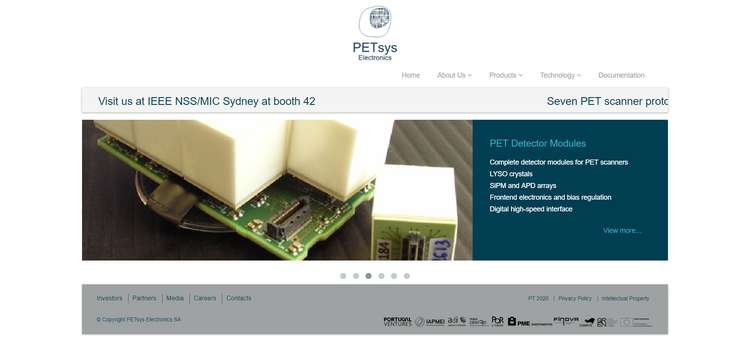 PETsys
Electronics
Home About Us Products Technology Documentation
Visit us at IEEE NSS/MIC Sydney at booth 42 Seven PET scanner proto
PET Detector Modules
Complete detector modules for PET scanners
LYSO crystals
SiPM and APD arrays
Frontend electronics and bias regulation
Digital high-speed interface
View more...
184
Investors Partners Media Careers Contacts
PT 2020 Privacy Policy Intellectual Property
© Copyright PETsys Electronics SA
PORTUGAL
VENTURES
IAPMEI
PME
FINOVA